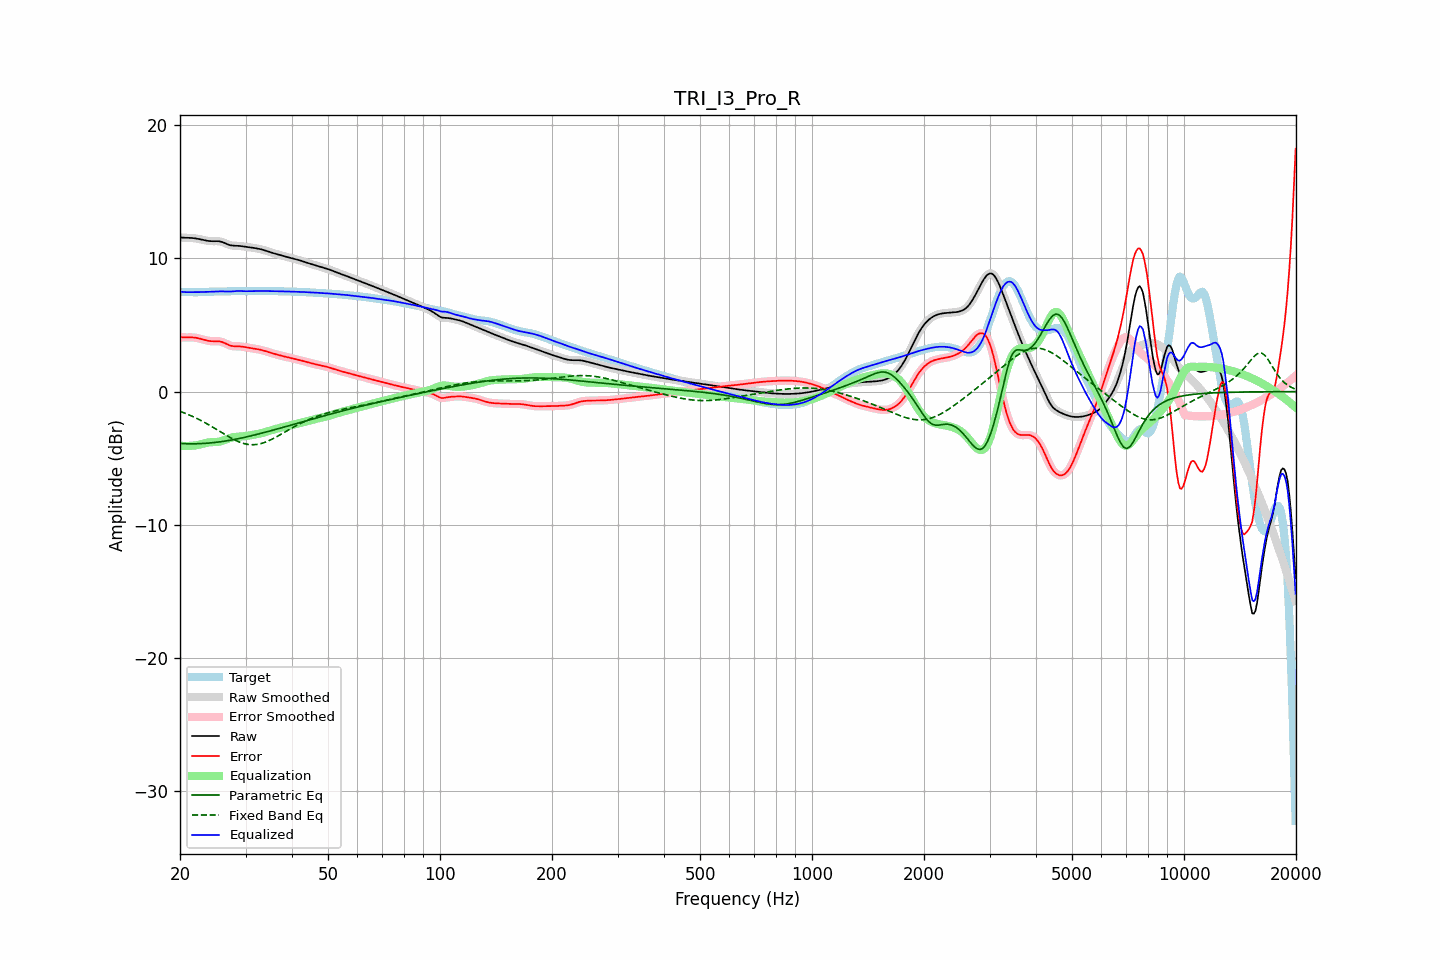 TRI_I3_Pro_R
Amplitude (dBr)
20
10
0
−10
−20
−30
Target
Raw Smoothed
Error Smoothed
Raw
Error
Equalization
Parametric Eq
Fixed Band Eq
Equalized
20 50 100 200 500 1000 2000 5000 10000 20000
Frequency (Hz)